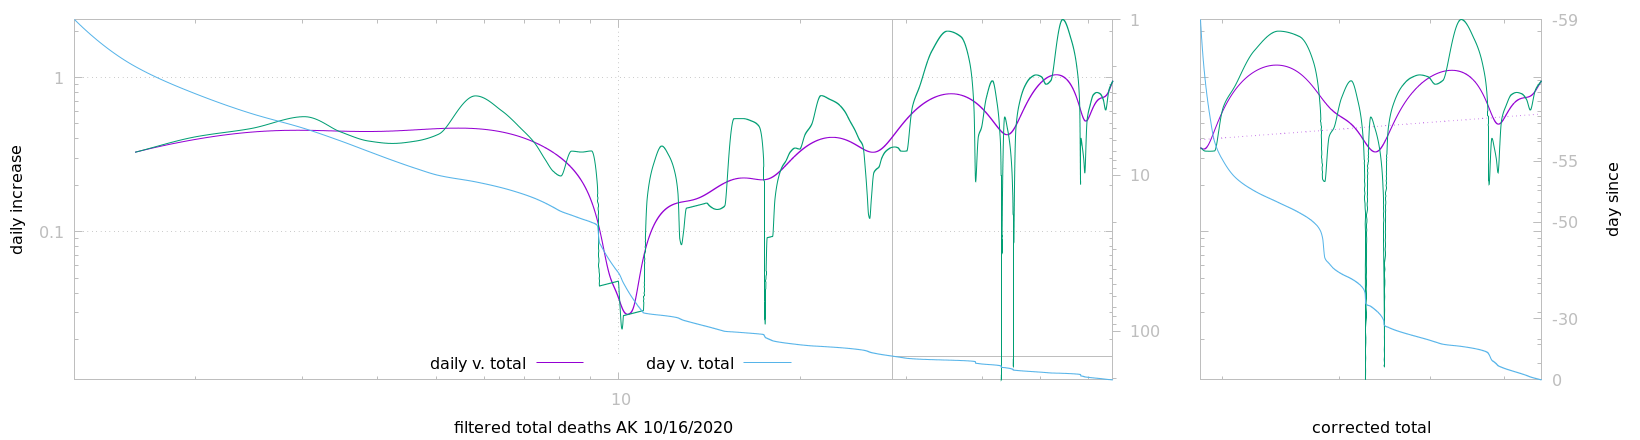 1
-59
1
daily increase
-55
day since
10
0.1
-50
-30
100
daily v. total
day v. total
0
10
filtered total deaths AK 10/16/2020
corrected total